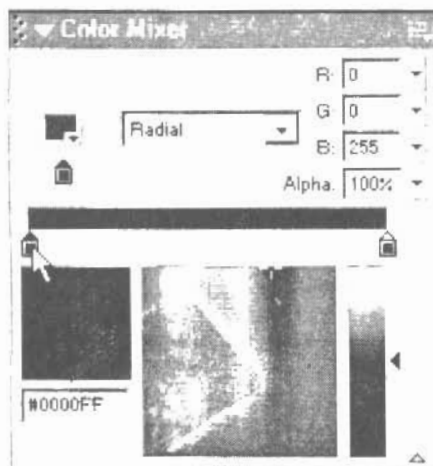 Color Mixer
R: 0
G: 0
Radial
B: 255
Alpha: 100%
#0000FF